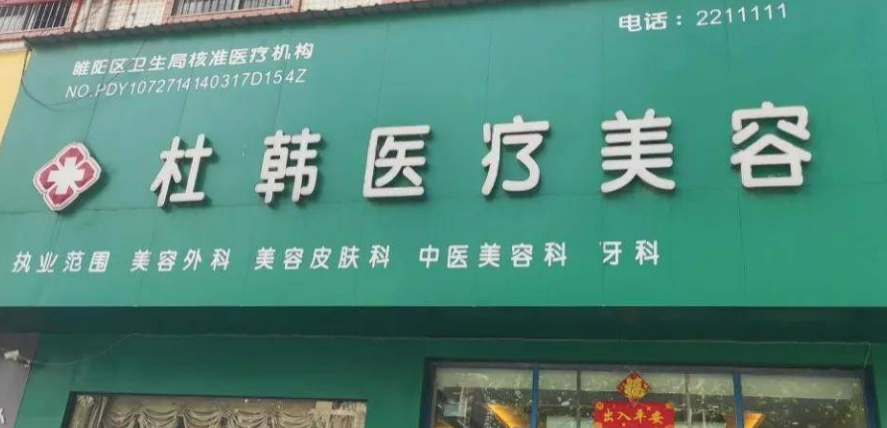 电话：2211111
睢阳区卫生局核准医疗机构
NO.PDY10727141403​17D154Z
杜韩医疗美容
执业范围 美容外科 美容皮肤科 中医美容科 牙科
出入平安